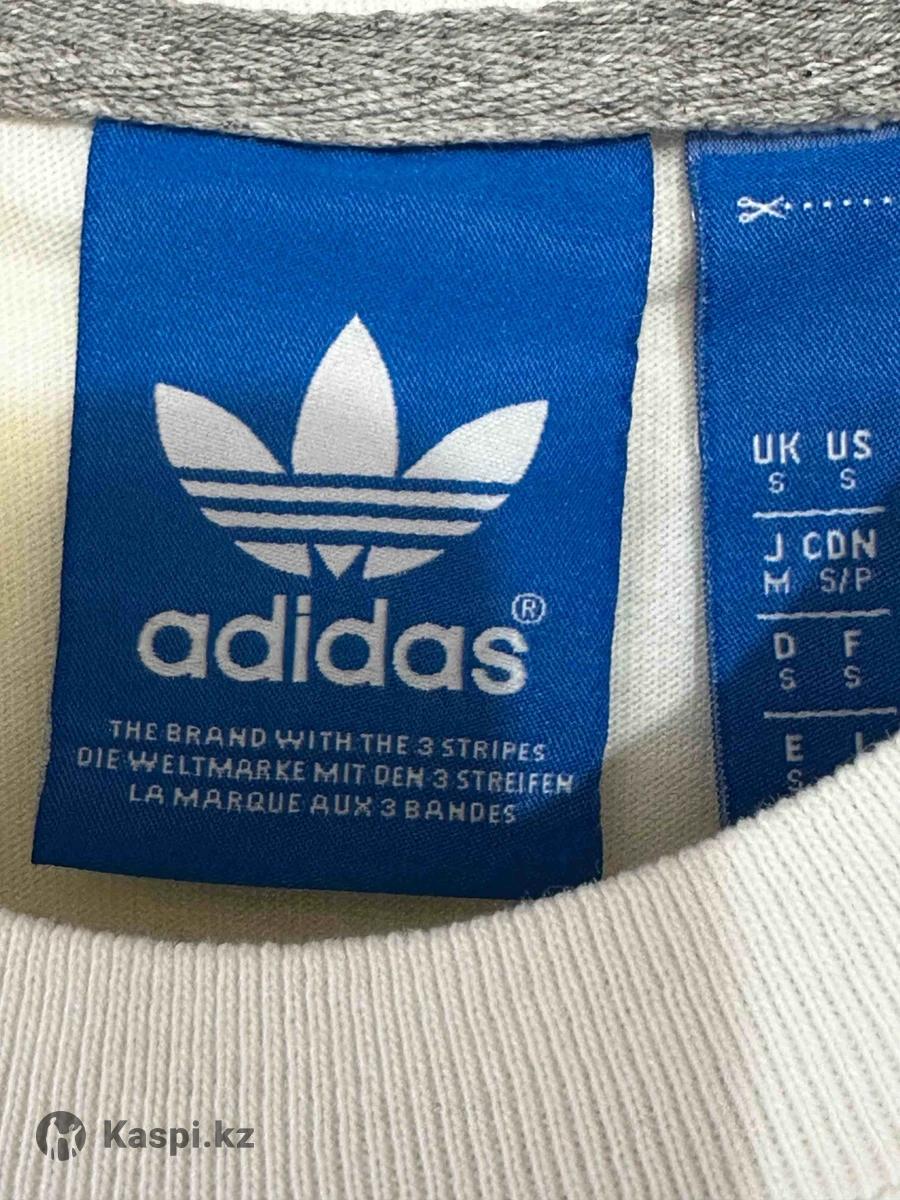 adidas®
THE BRAND WITH THE 3 STRIPES
DIE WELTMARKE MIT DEN 3 STREIFEN
LA MARQUE AUX 3 BANDES
UK US
S S
J CDN
M S/P
D F
S S
E
S
Kaspi.kz